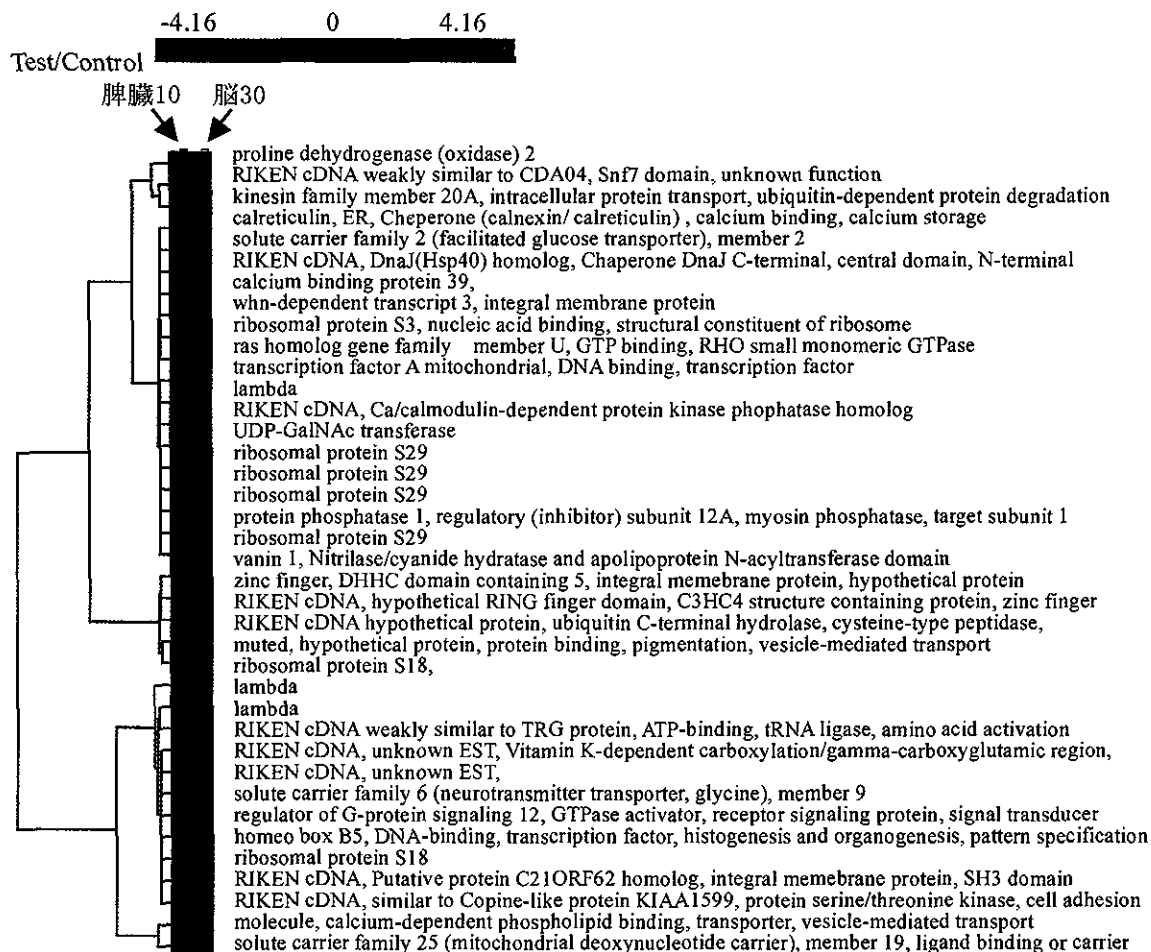 -4.16 0 4.16
Test/Control
脾臓10 脳30
proline dehydrogenase (oxidase) 2
RIKEN cDNA weakly similar to CDA04, Snf7 domain, unknown function
kinesin family member 20A, intracellular protein transport, ubiquitin-dependent protein degradation
calreticulin, ER, Cheperone (calnexin/ calreticulin) , calcium binding, calcium storage
solute carrier family 2 (facilitated glucose transporter), member 2
RIKEN cDNA, DnaJ(Hsp40) homolog, Chaperone DnaJ C-terminal, central domain, N-terminal
calcium binding protein 39,
whn-dependent transcript 3, integral membrane protein
ribosomal protein S3, nucleic acid binding, structural constituent of ribosome
ras homolog gene family member U, GTP binding, RHO small monomeric GTPase
transcription factor A mitochondrial, DNA binding, transcription factor
lambda
RIKEN cDNA, Ca/calmodulin-dependent protein kinase phophatase homolog
UDP-GalNAc transferase
ribosomal protein S29
ribosomal protein S29
ribosomal protein S29
protein phosphatase 1, regulatory (inhibitor) subunit 12A, myosin phosphatase, target subunit 1
ribosomal protein S29
vanin 1, Nitrilase/cyanide hydratase and apolipoprotein N-acyltransferase domain
zinc finger, DHHC domain containing 5, integral memebrane protein, hypothetical protein
RIKEN cDNA, hypothetical RING finger domain, C3HC4 structure containing protein, zinc finger
RIKEN cDNA hypothetical protein, ubiquitin C-terminal hydrolase, cysteine-type peptidase,
muted, hypothetical protein, protein binding, pigmentation, vesicle-mediated transport
ribosomal protein S18,
lambda
lambda
RIKEN cDNA weakly similar to TRG protein, ATP-binding, tRNA ligase, amino acid activation
RIKEN cDNA, unknown EST, Vitamin K-dependent carboxylation/gamma-carboxyglutamic region,
RIKEN cDNA, unknown EST,
solute carrier family 6 (neurotransmitter transporter, glycine), member 9
regulator of G-protein signaling 12, GTPase activator, receptor signaling protein, signal transducer
homeo box B5, DNA-binding, transcription factor, histogenesis and organogenesis, pattern specification
ribosomal protein S18
RIKEN cDNA, Putative protein C21ORF62 homolog, integral memebrane protein, SH3 domain
RIKEN cDNA, similar to Copine-like protein KIAA1599, protein serine/threonine kinase, cell adhesion
molecule, calcium-dependent phospholipid binding, transporter, vesicle-mediated transport
solute carrier family 25 (mitochondrial deoxynucleotide carrier), member 19, ligand binding or carrier